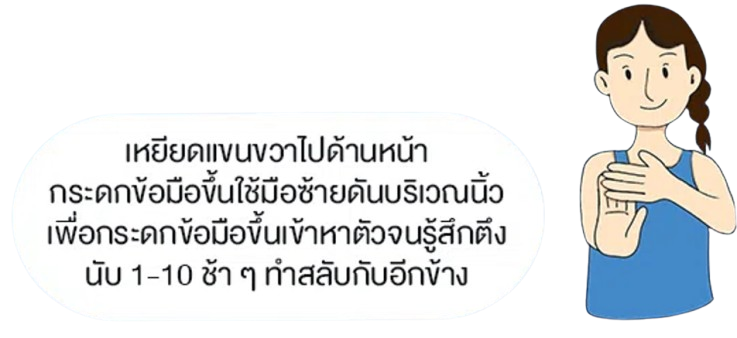 เหยียดแขนขวาไปด้านหน้า
กระดกข้อมือขึ้นใช้มือซ้ายดันบริเวณนิ้ว
เพื่อกระดกข้อมือขึ้นเข้าหาตัวจนรู้สึกตึง
นับ 1-10 ช้า ๆ ทำสลับกับอีกข้าง